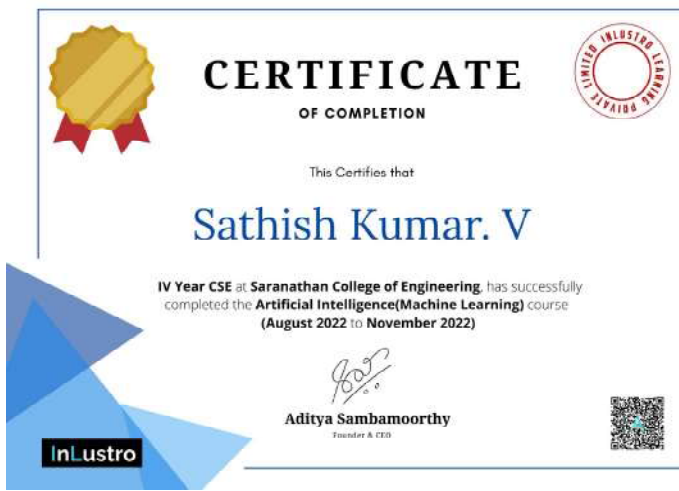 CERTIFICATE
INLUSTRO LEARNING PRIVATE LIMITED
OF COMPLETION
This Certifies that
Sathish Kumar. V
IV Year CSE at Saranathan College of Engineering, has successfully
completed the Artificial Intelligence(Machine Learning) course
(August 2022 to November 2022)
Aditya Sambamoorthy
Founder & CEO
InLustro